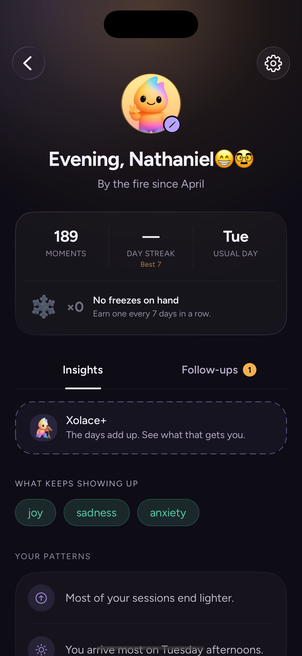 Evening, Nathaniel😁🥸
By the fire since April
189
MOMENTS
—
DAY STREAK
Best 7
Tue
USUAL DAY
×0
No freezes on hand
Earn one every 7 days in a row.
Insights
Follow-ups 1
Xolace+
The days add up. See what that gets you.
WHAT KEEPS SHOWING UP
joy
sadness
anxiety
YOUR PATTERNS
Most of your sessions end lighter.
You arrive most on Tuesday afternoons.